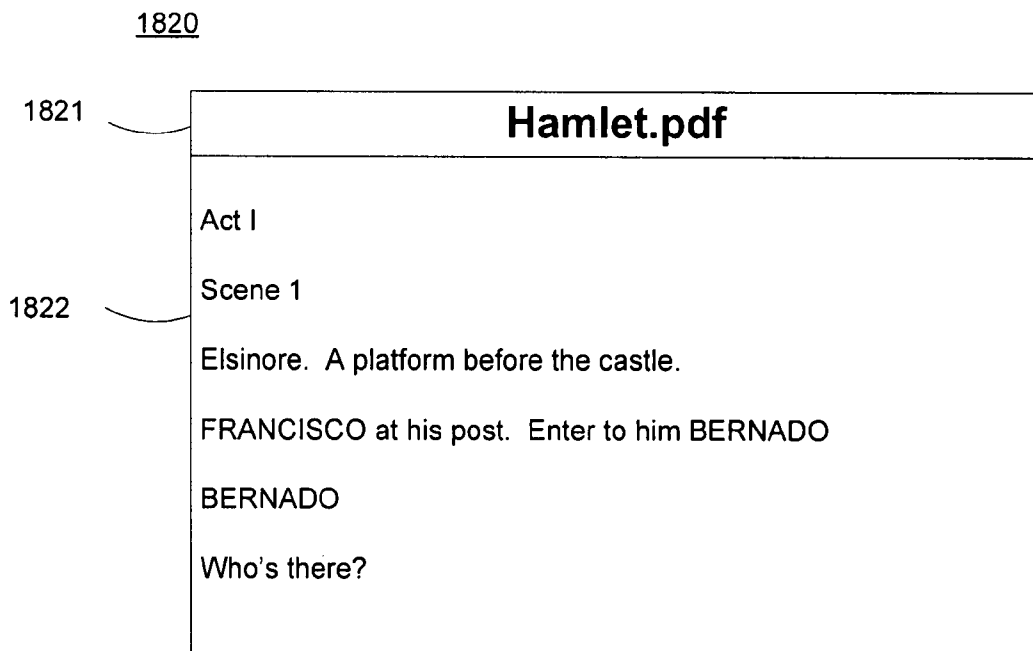 1820
1821
Hamlet.pdf
Act I
Scene 1
1822
Elsinore. A platform before the castle.
FRANCISCO at his post. Enter to him BERNADO
BERNADO
Who's there?